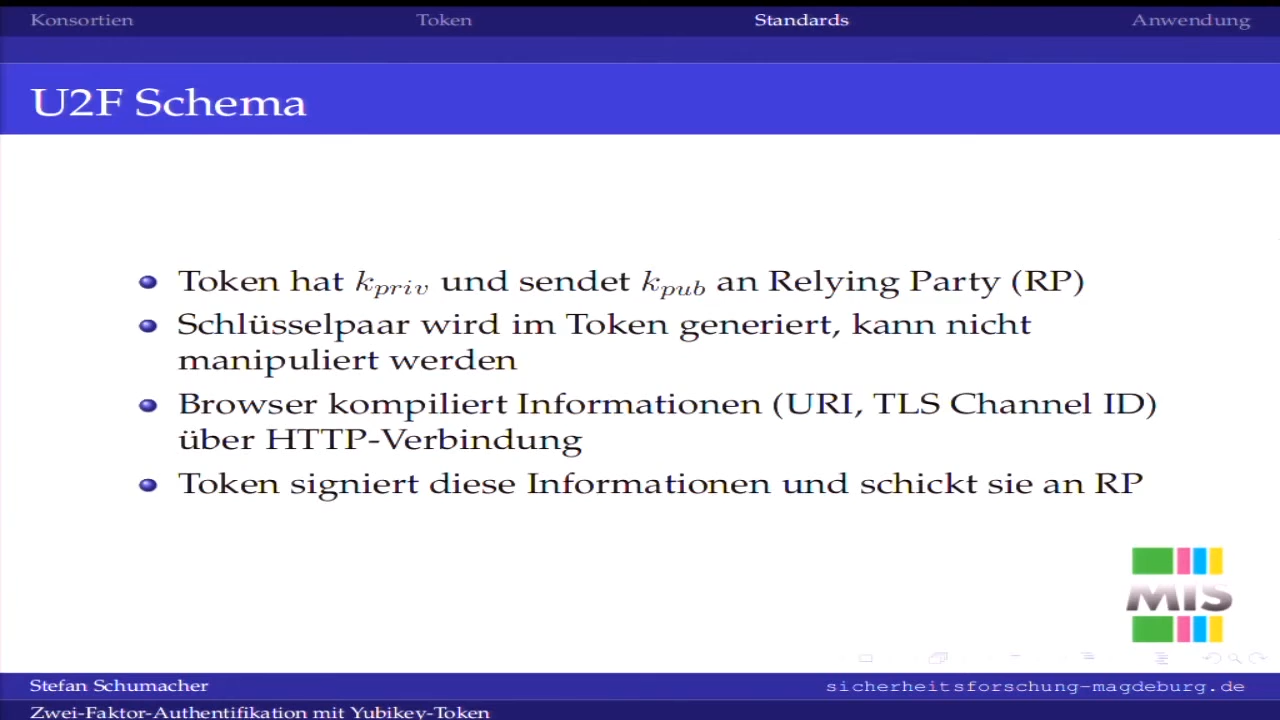 Konsortien Token Standards Anwendung
U2F Schema
Token hat k_priv und sendet k_pub an Relying Party (RP)
Schlüsselpaar wird im Token generiert, kann nicht
manipuliert werden
Browser kompiliert Informationen (URI, TLS Channel ID)
über HTTP-Verbindung
Token signiert diese Informationen und schickt sie an RP
MIS
Stefan Schumacher sicherheitsforschung-magdeburg.de
Zwei-Faktor-Authentifikation mit Yubikey-Token